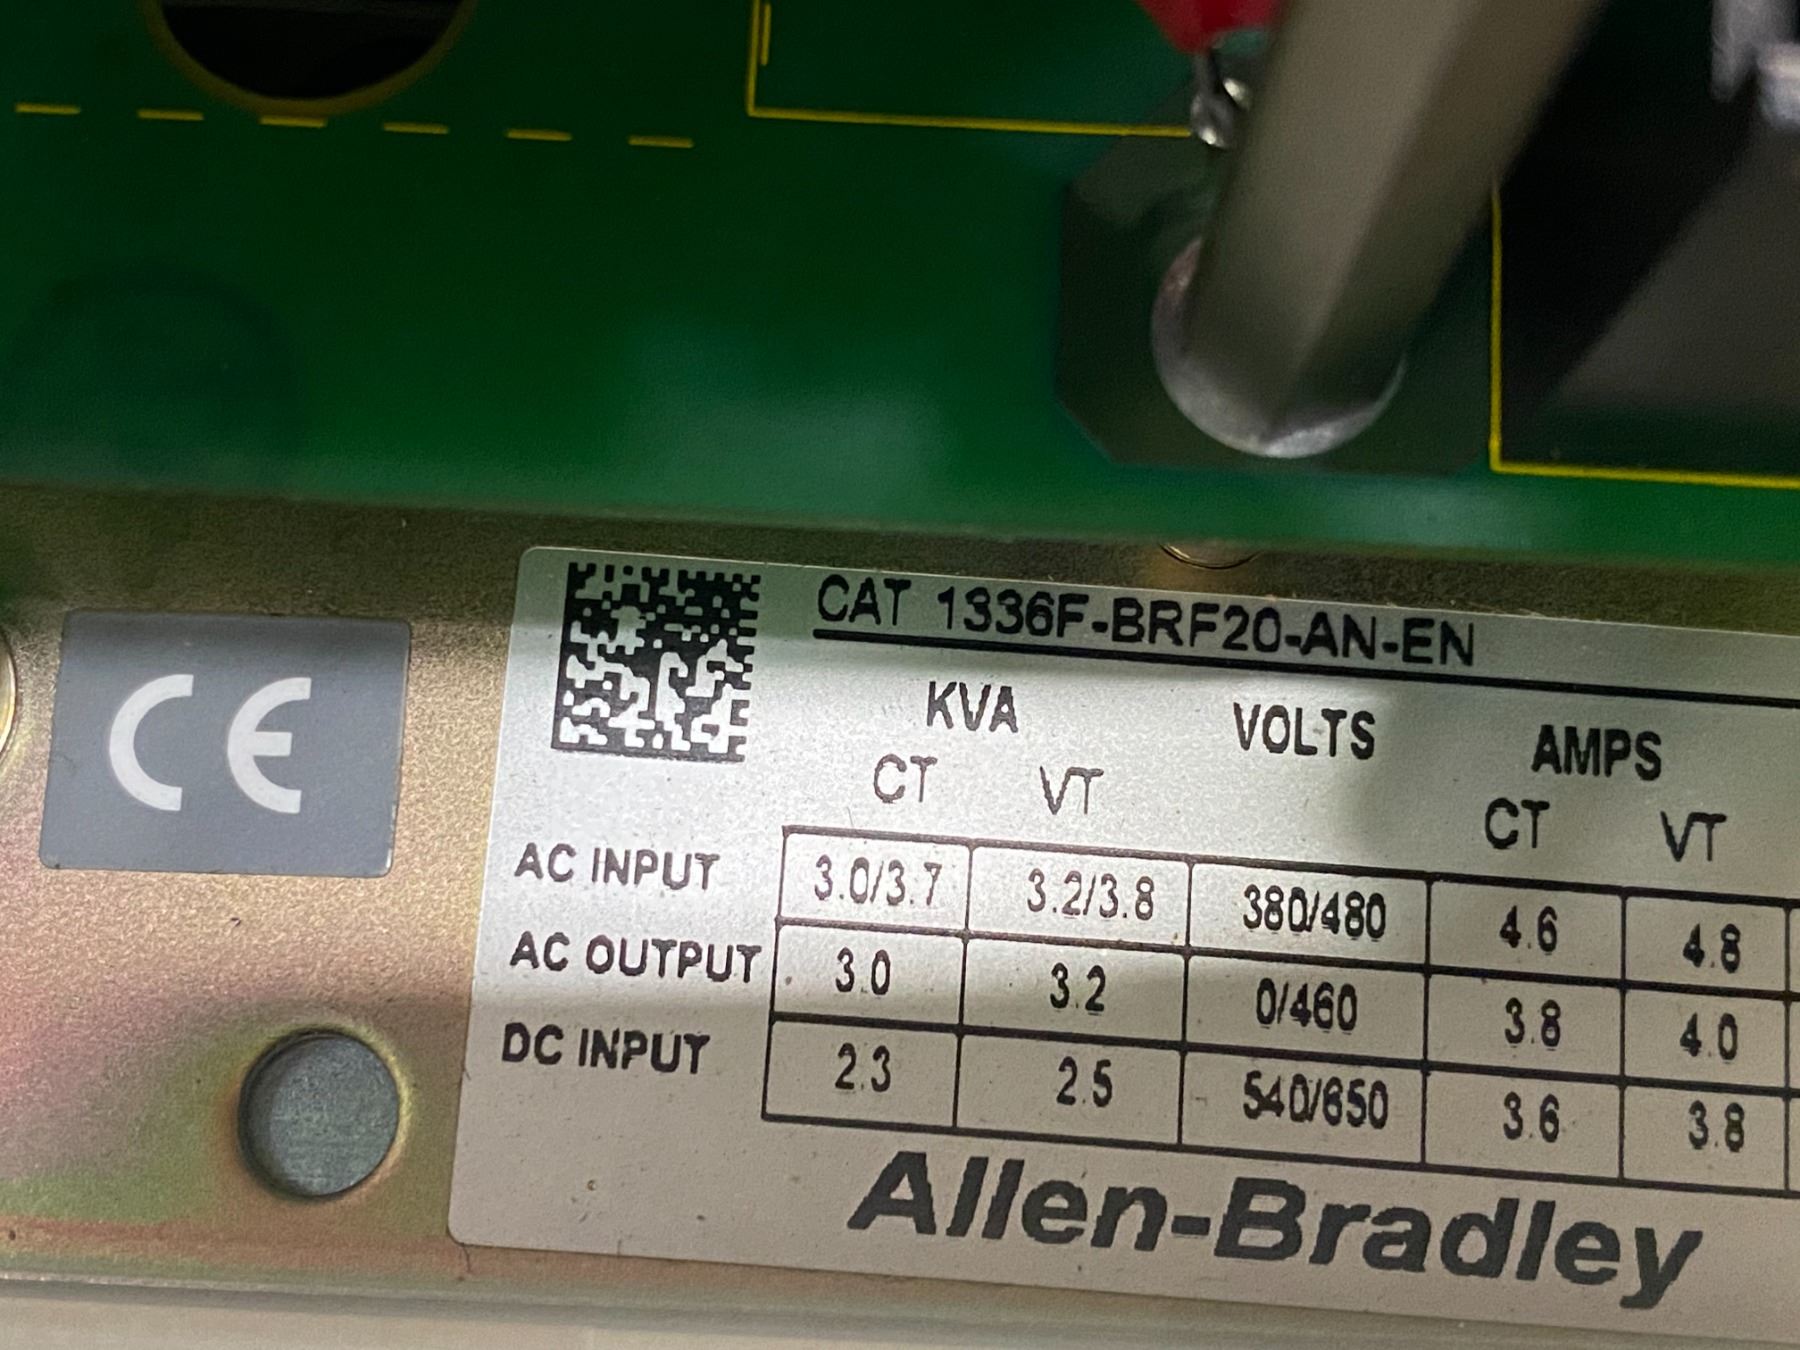 CAT 1336F-BRF20-AN-EN
KVA VOLTS AMPS
CT VT CT VT
AC INPUT 3.0/3.7 3.2/3.8 380/480 4.6 4.8
AC OUTPUT 3.0 3.2 0/460 3.8 4.0
DC INPUT 2.3 2.5 540/650 3.6 3.8
Allen-Bradley
CE